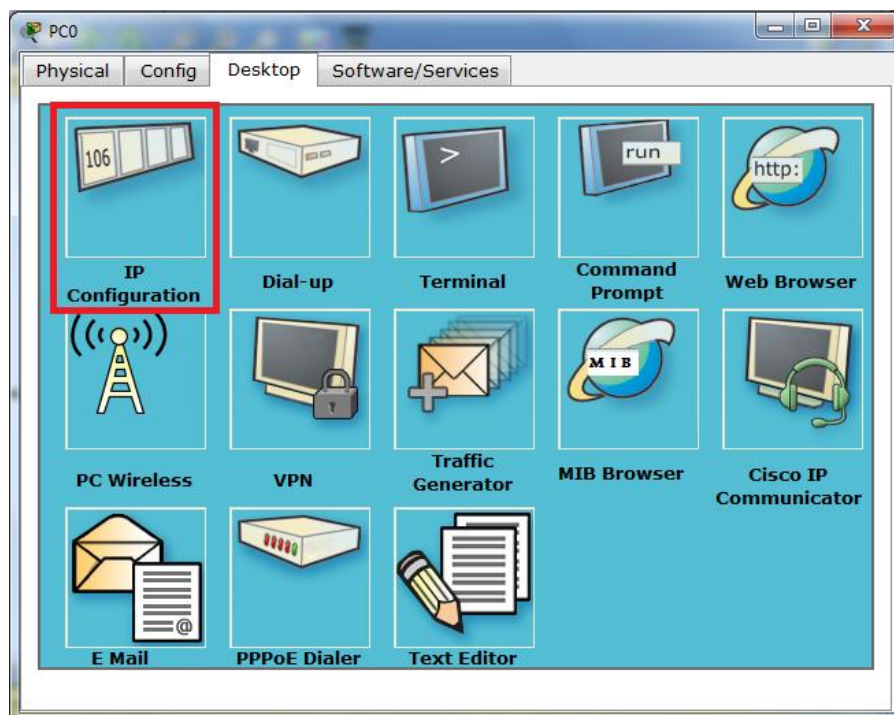 PC0
Physical Config Desktop Software/Services
106
>
run
http:
IP
Configuration
Dial-up
Terminal
Command
Prompt
Web Browser
MIB
PC Wireless
VPN
Traffic
Generator
MIB Browser
Cisco IP
Communicator
@
E Mail
PPPoE Dialer
Text Editor